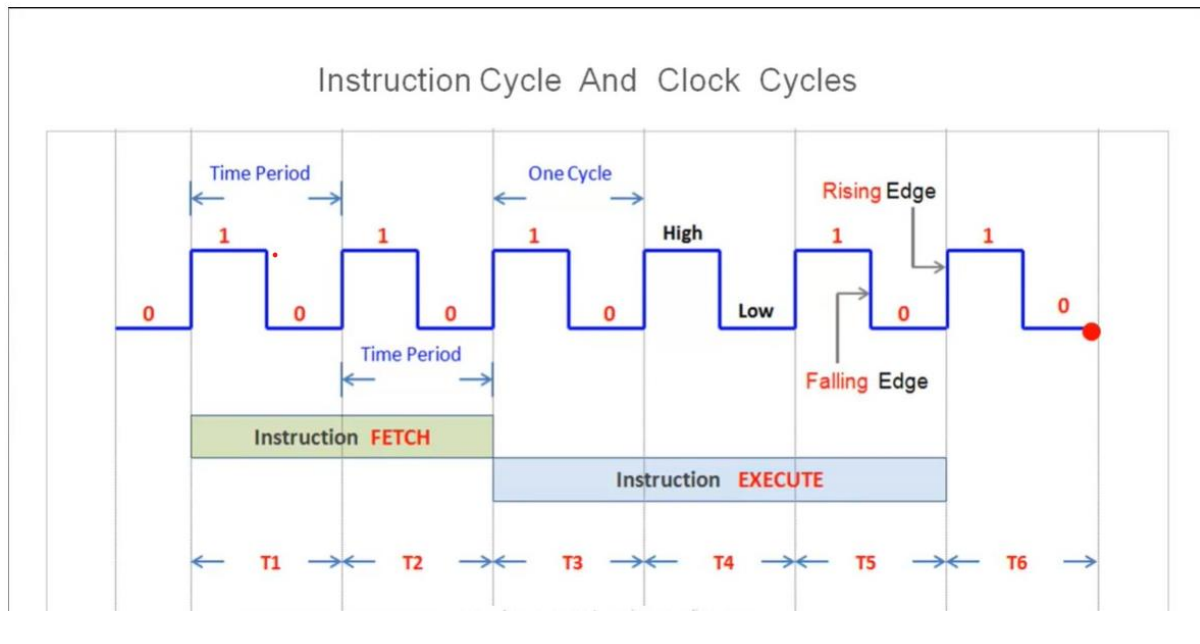 Instruction Cycle And Clock Cycles
Time Period
One Cycle
Rising Edge
1
1
1
High
1
1
0
0
0
0
Low
0
0
Time Period
Falling Edge
Instruction FETCH
Instruction EXECUTE
T1
T2
T3
T4
T5
T6